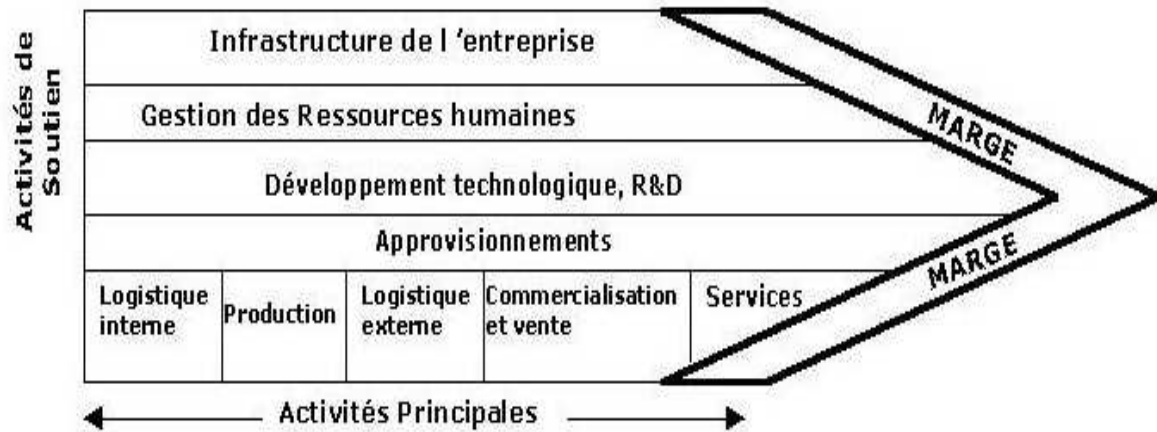 Activités de
Soutien
Infrastructure de l 'entreprise
Gestion des Ressources humaines
Développement technologique, R&D
Approvisionnements
Logistique
interne
Production
Logistique
externe
Commercialisation
et vente
Services
MARGE
MARGE
Activités Principales